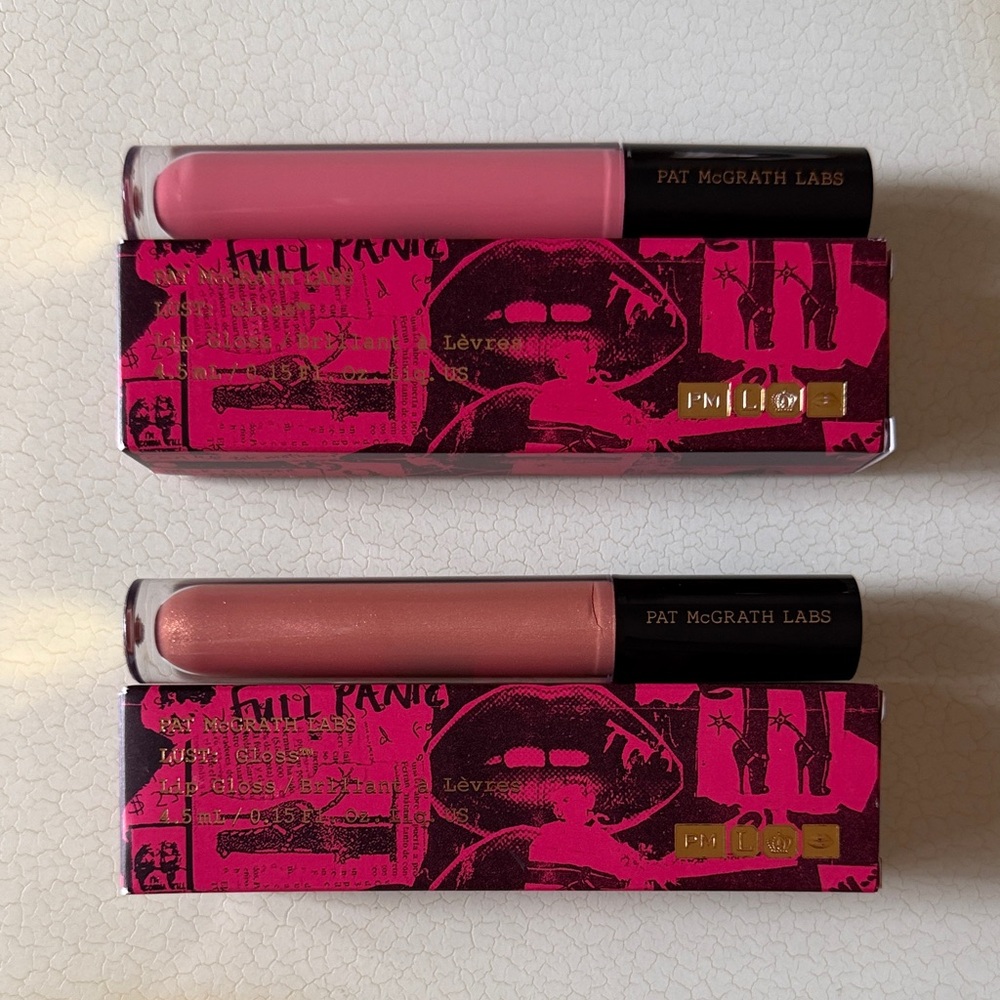 PAT McGRATH LABS
FULL PANIC
PAT McGRATH LABS
LUST: Gloss™
Lip Gloss / Brillant à Lèvres
4.5 mL / 0.15 Fl. Oz. Liq. US
PM L
PAT McGRATH LABS
FULL PANIC
PAT McGRATH LABS
LUST: Gloss™
Lip Gloss / Brillant à Lèvres
4.5 mL / 0.15 Fl. Oz. Liq. US
PM L